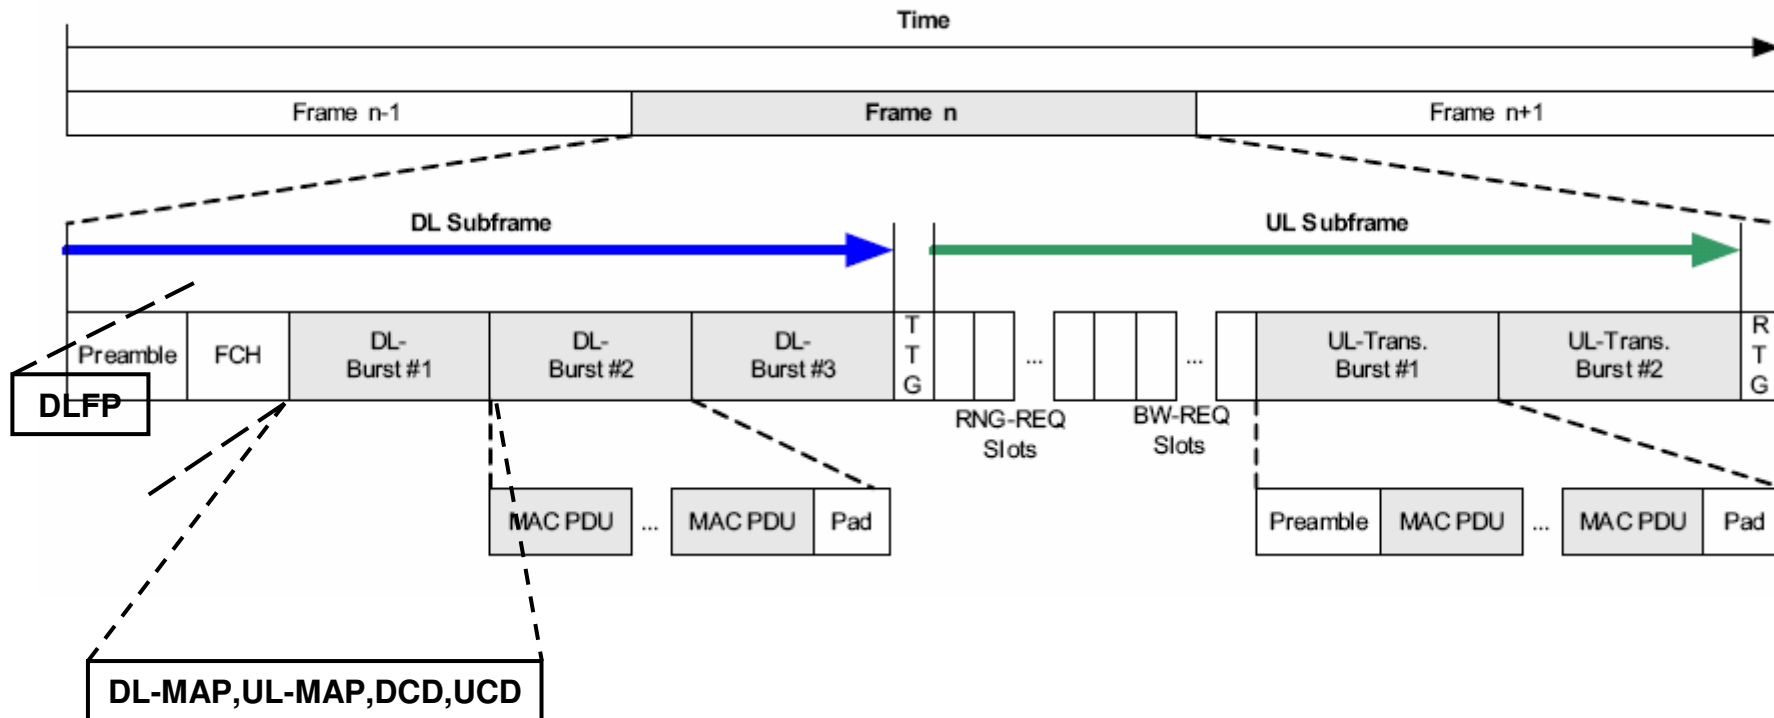 Time
Frame n-1
Frame n
Frame n+1
DL Subframe
UL Subframe
Preamble
FCH
DL-
Burst #1
DL-
Burst #2
DL-
Burst #3
T
T
G
...
...
UL-Trans.
Burst #1
UL-Trans.
Burst #2
R
T
G
DLFP
RNG-REQ
Slots
BW-REQ
Slots
MAC PDU
...
MAC PDU
Pad
Preamble
MAC PDU
...
MAC PDU
Pad
DL-MAP,UL-MAP,DCD,UCD